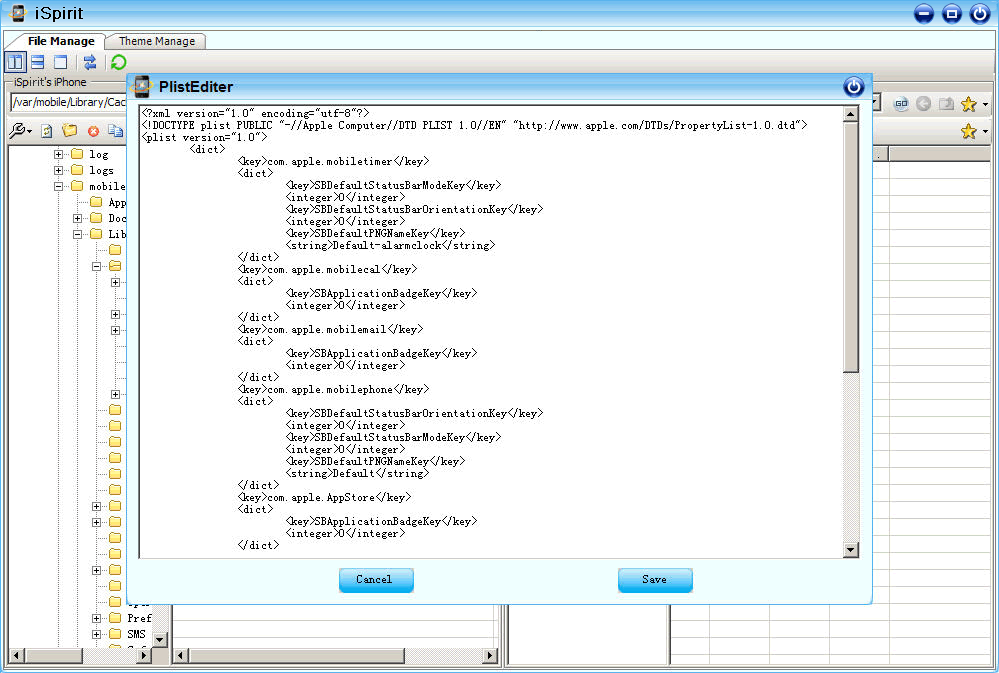 iSpirit
File Manage
Theme Manage
iSpirit's iPhone
/var/mobile/Library/Cac
PlistEditer
<?xml version="1.0" encoding="utf-8"?>
<!DOCTYPE plist PUBLIC "-//Apple Computer//DTD PLIST 1.0//EN" "http://www.apple.com/DTDs/PropertyList-1.0.dtd">
<plist version="1.0">
<dict>
<key>com.apple.mobiletimer</key>
<dict>
<key>SBDefaultStatusBarModeKey</key>
<integer>0</integer>
<key>SBDefaultStatusBarOrientationKey</key>
<integer>0</integer>
<key>SBDefaultPNGNameKey</key>
<string>Default-alarmclock</string>
</dict>
<key>com.apple.mobilecal</key>
<dict>
<key>SBApplicationBadgeKey</key>
<integer>0</integer>
</dict>
<key>com.apple.mobilemail</key>
<dict>
<key>SBApplicationBadgeKey</key>
<integer>0</integer>
</dict>
<key>com.apple.mobilephone</key>
<dict>
<key>SBDefaultStatusBarOrientationKey</key>
<integer>0</integer>
<key>SBDefaultStatusBarModeKey</key>
<integer>0</integer>
<key>SBDefaultPNGNameKey</key>
<string>Default</string>
</dict>
<key>com.apple.AppStore</key>
<dict>
<key>SBApplicationBadgeKey</key>
<integer>0</integer>
</dict>
Cancel
Save
GO
log
logs
mobile
App
Doc
Lib
Pref
SMS